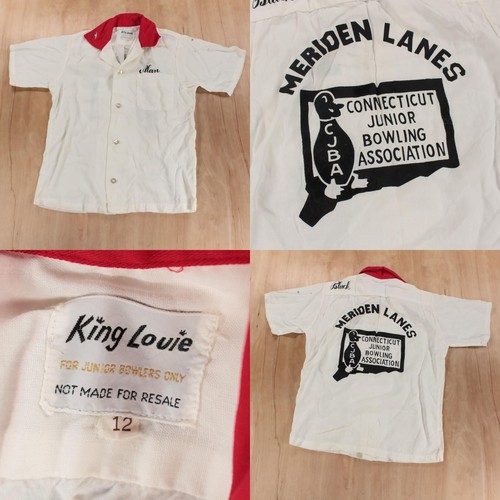 Alan
MERIDEN LANES
CONNECTICUT
JUNIOR
BOWLING
ASSOCIATION
CJBA
King Louie
FOR JUNIOR BOWLERS ONLY
NOT MADE FOR RESALE
12
MERIDEN LANES
CONNECTICUT
JUNIOR
BOWLING
ASSOCIATION
CJBA